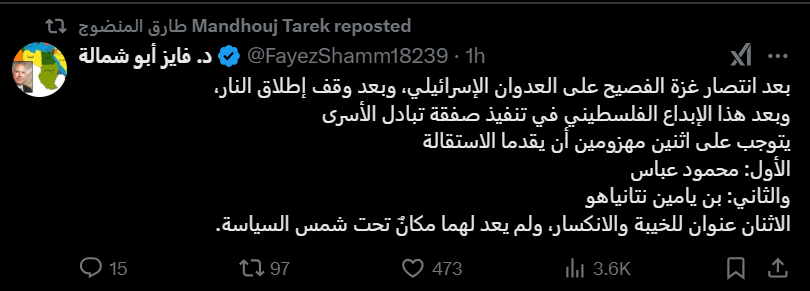 طارق المنضوج Mandhouj Tarek reposted
د. فايز أبو شمالة @FayezShamm18239 · 1h
بعد انتصار غزة الفصيح على العدوان الإسرائيلي، وبعد وقف إطلاق النار،
وبعد هذا الإبداع الفلسطيني في تنفيذ صفقة تبادل الأسرى
يتوجب على اثنين مهزومين أن يقدما الاستقالة
الأول: محمود عباس
والثاني: بن يامين نتانياهو
الاثنان عنوان للخيبة والانكسار، ولم يعد لهما مكانٌ تحت شمس السياسة.
15 97 473 3.6K